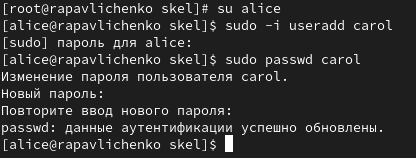 [root@rapavlichenko skel]# su alice
[alice@rapavlichenko skel]$ sudo -i useradd carol
[sudo] пароль для alice:
[alice@rapavlichenko skel]$ sudo passwd carol
Изменение пароля пользователя carol.
Новый пароль:
Повторите ввод нового пароля:
passwd: данные аутентификации успешно обновлены.
[alice@rapavlichenko skel]$